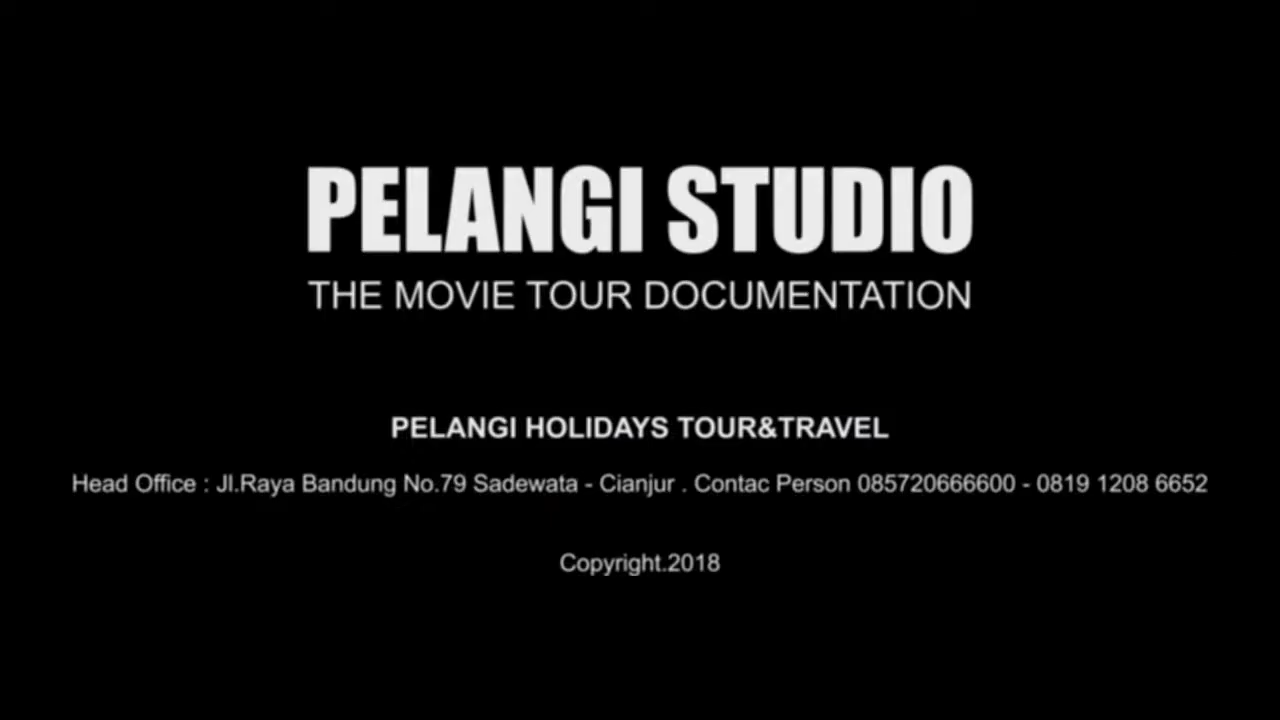 PELANGI STUDIO
THE MOVIE TOUR DOCUMENTATION
PELANGI HOLIDAYS TOUR&TRAVEL
Head Office : Jl.Raya Bandung No.79 Sadewata - Cianjur . Contac Person 085720666600 - 0819 1208 6652
Copyright.2018